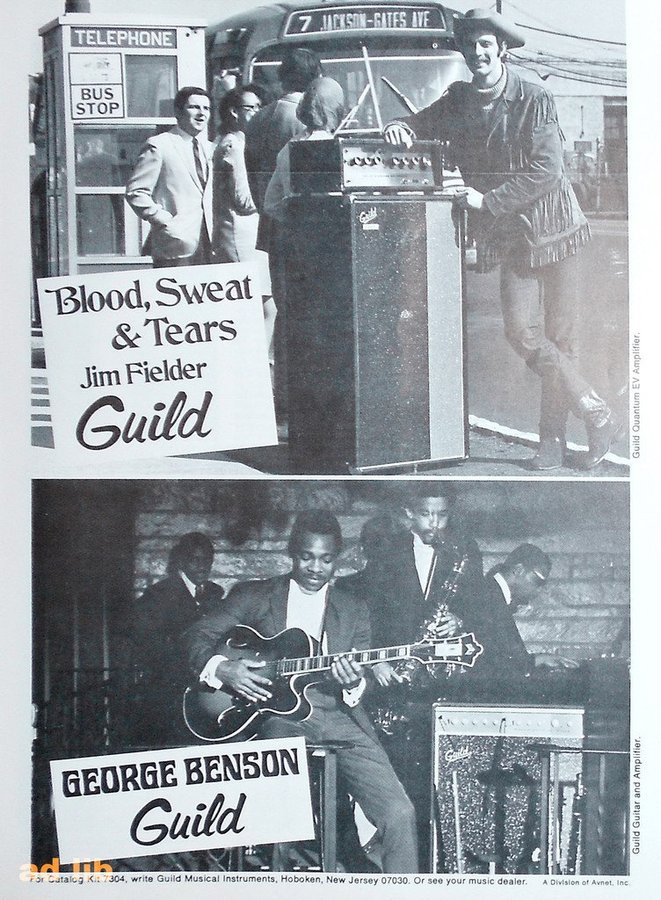 TELEPHONE
BUS
STOP
7 JACKSON-GATES AVE
Guild
Blood, Sweat
& Tears
Jim Fielder
Guild
Guild Quantum EV Amplifier.
GEORGE BENSON
Guild
Guild
Guild Guitar and Amplifier.
ad lib
For Catalog Kit 7304, write Guild Musical Instruments, Hoboken, New Jersey 07030. Or see your music dealer.
A Division of Avnet, Inc.